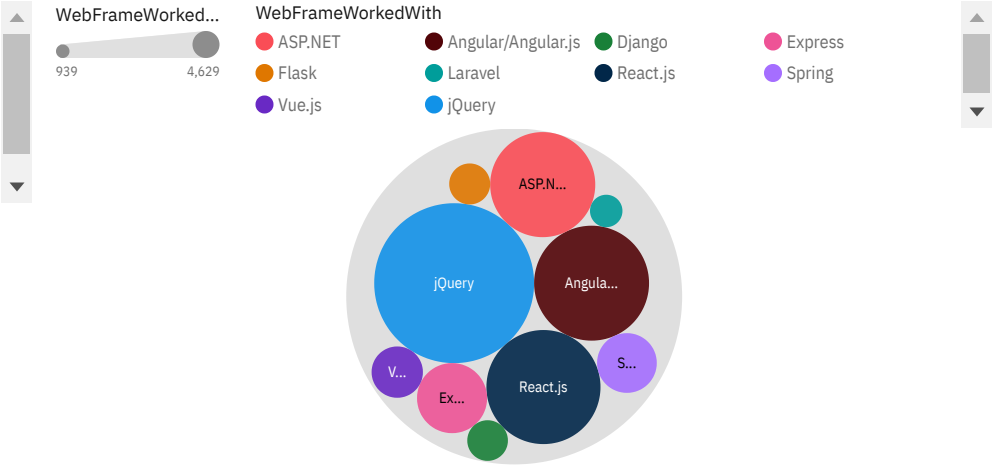 WebFrameWorked...
939 4,629
WebFrameWorkedWith
ASP.NET Angular/Angular.js Django Express
Flask Laravel React.js Spring
Vue.js jQuery
ASP.N...
jQuery
Angula...
S...
V...
React.js
Ex...